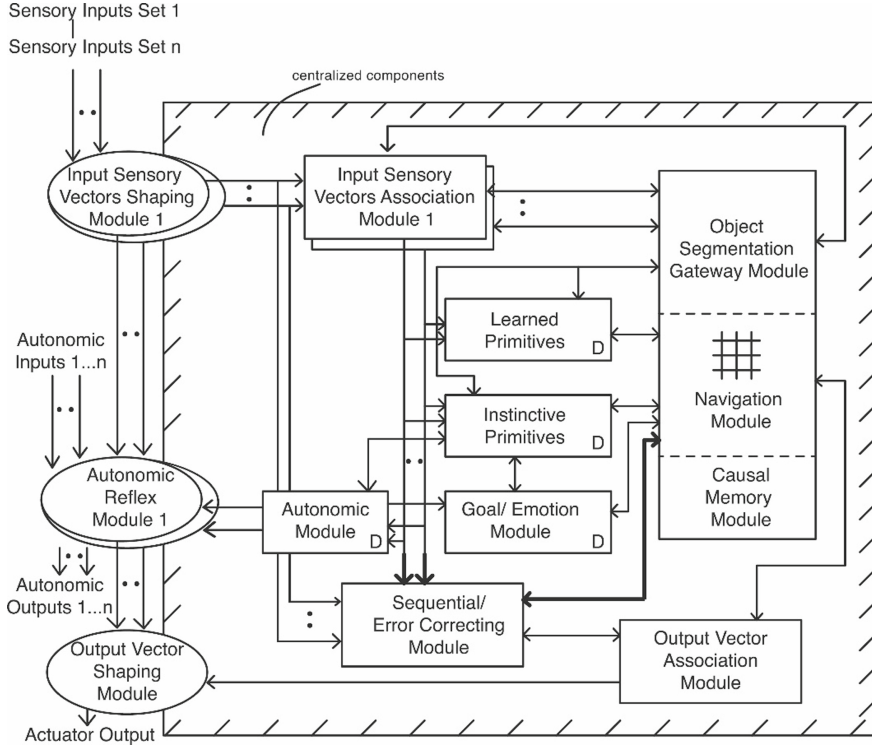 Sensory Inputs Set 1
Sensory Inputs Set n
centralized components
Input Sensory
Vectors Shaping
Module 1
Input Sensory
Vectors Association
Module 1
Object
Segmentation
Gateway Module
Learned
Primitives
D
Autonomic
Inputs 1...n
Navigation
Module
Instinctive
Primitives
D
Causal
Memory
Module
Autonomic
Reflex
Module 1
Autonomic
Module
D
Goal/ Emotion
Module
D
Autonomic
Outputs 1...n
Sequential/
Error Correcting
Module
Output Vector
Association
Module
Output Vector
Shaping
Module
Actuator Output